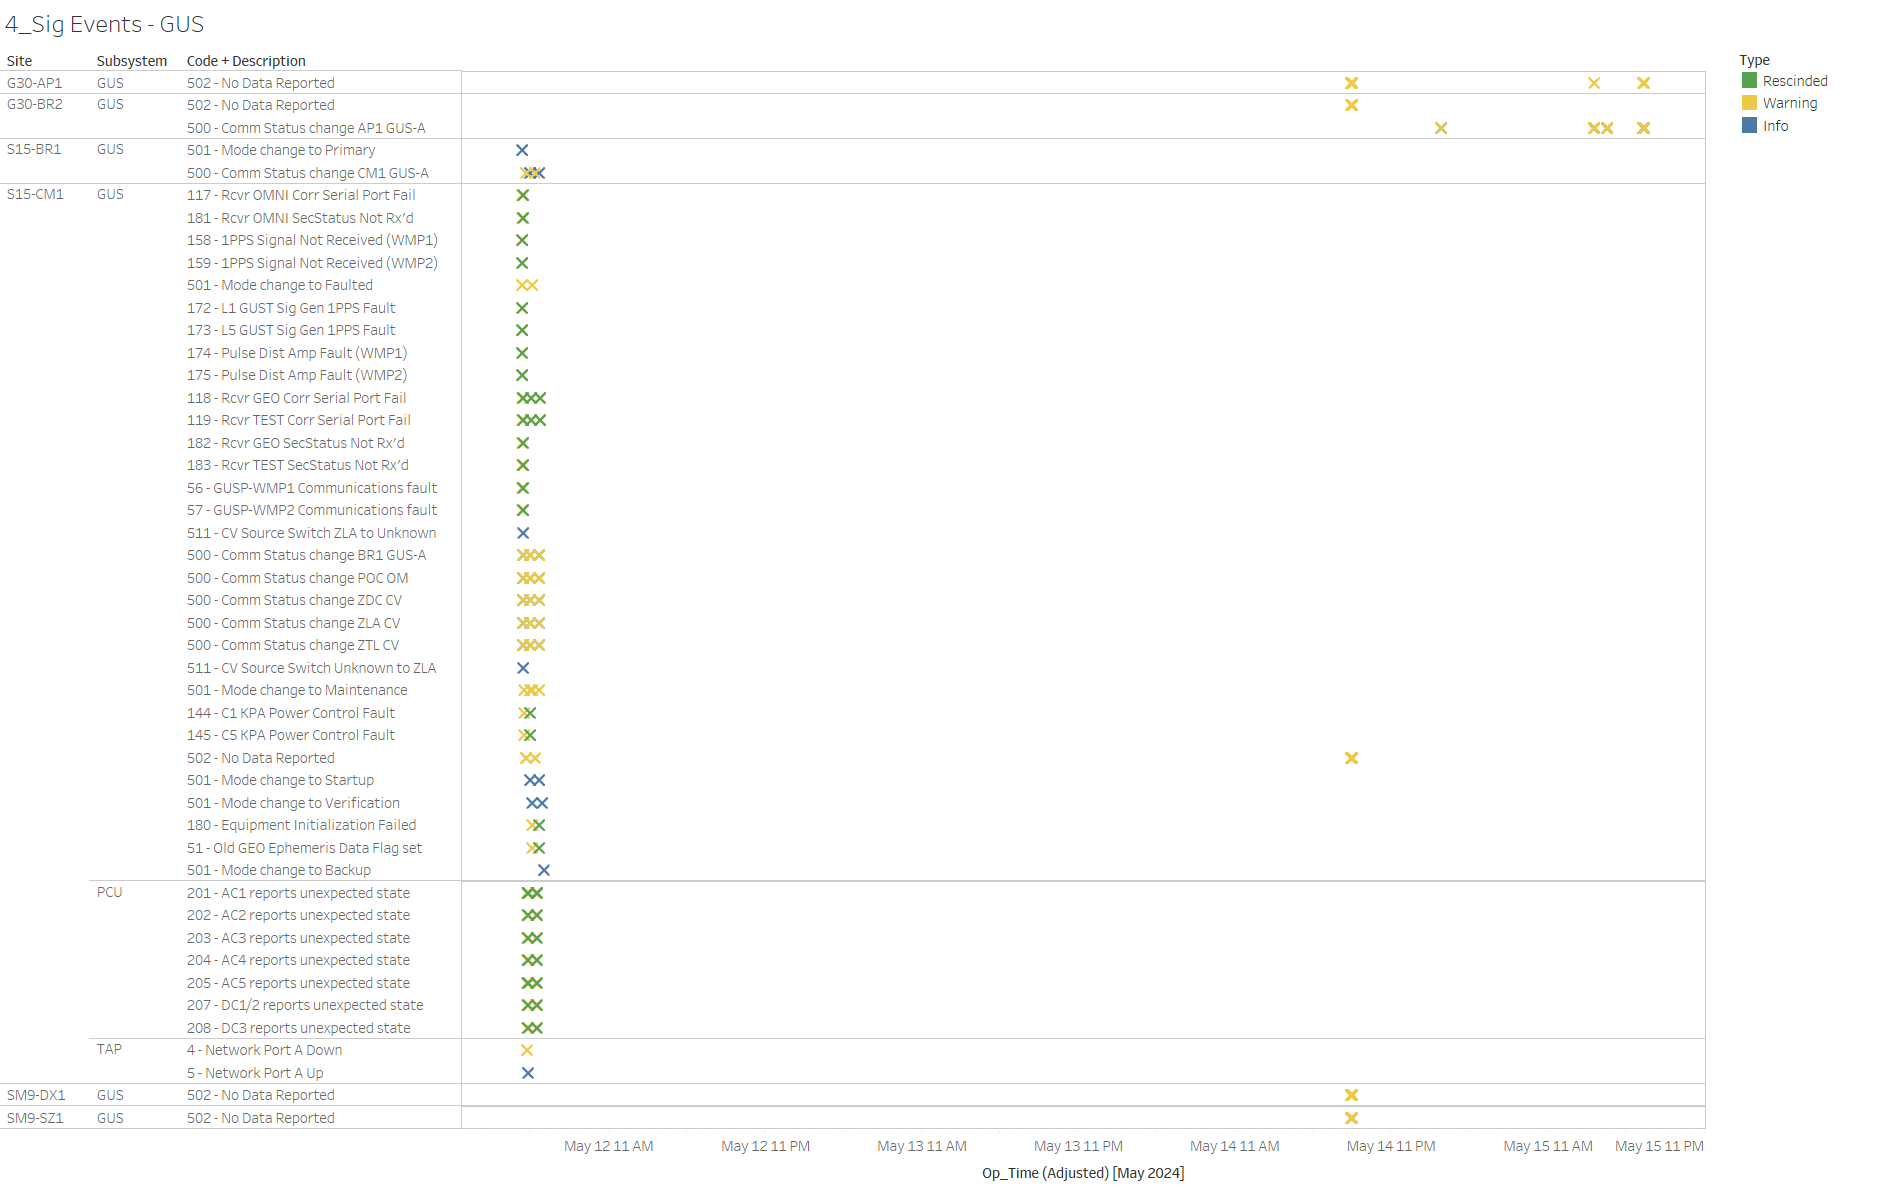 4_Sig Events - GUS
Site Subsystem Code + Description
Type
Rescinded
Warning
Info
G30-AP1 GUS 502 - No Data Reported
G30-BR2 GUS 502 - No Data Reported
500 - Comm Status change AP1 GUS-A
S15-BR1 GUS 501 - Mode change to Primary
500 - Comm Status change CM1 GUS-A
S15-CM1 GUS 117 - Rcvr OMNI Corr Serial Port Fail
181 - Rcvr OMNI SecStatus Not Rx’d
158 - 1PPS Signal Not Received (WMP1)
159 - 1PPS Signal Not Received (WMP2)
501 - Mode change to Faulted
172 - L1 GUST Sig Gen 1PPS Fault
173 - L5 GUST Sig Gen 1PPS Fault
174 - Pulse Dist Amp Fault (WMP1)
175 - Pulse Dist Amp Fault (WMP2)
118 - Rcvr GEO Corr Serial Port Fail
119 - Rcvr TEST Corr Serial Port Fail
182 - Rcvr GEO SecStatus Not Rx’d
183 - Rcvr TEST SecStatus Not Rx’d
56 - GUSP-WMP1 Communications fault
57 - GUSP-WMP2 Communications fault
511 - CV Source Switch ZLA to Unknown
500 - Comm Status change BR1 GUS-A
500 - Comm Status change POC OM
500 - Comm Status change ZDC CV
500 - Comm Status change ZLA CV
500 - Comm Status change ZTL CV
511 - CV Source Switch Unknown to ZLA
501 - Mode change to Maintenance
144 - C1 KPA Power Control Fault
145 - C5 KPA Power Control Fault
502 - No Data Reported
501 - Mode change to Startup
501 - Mode change to Verification
180 - Equipment Initialization Failed
51 - Old GEO Ephemeris Data Flag set
501 - Mode change to Backup
PCU 201 - AC1 reports unexpected state
202 - AC2 reports unexpected state
203 - AC3 reports unexpected state
204 - AC4 reports unexpected state
205 - AC5 reports unexpected state
207 - DC1/2 reports unexpected state
208 - DC3 reports unexpected state
TAP 4 - Network Port A Down
5 - Network Port A Up
SM9-DX1 GUS 502 - No Data Reported
SM9-SZ1 GUS 502 - No Data Reported
May 12 11 AM May 12 11 PM May 13 11 AM May 13 11 PM May 14 11 AM May 14 11 PM May 15 11 AM May 15 11 PM
Op_Time (Adjusted) [May 2024]